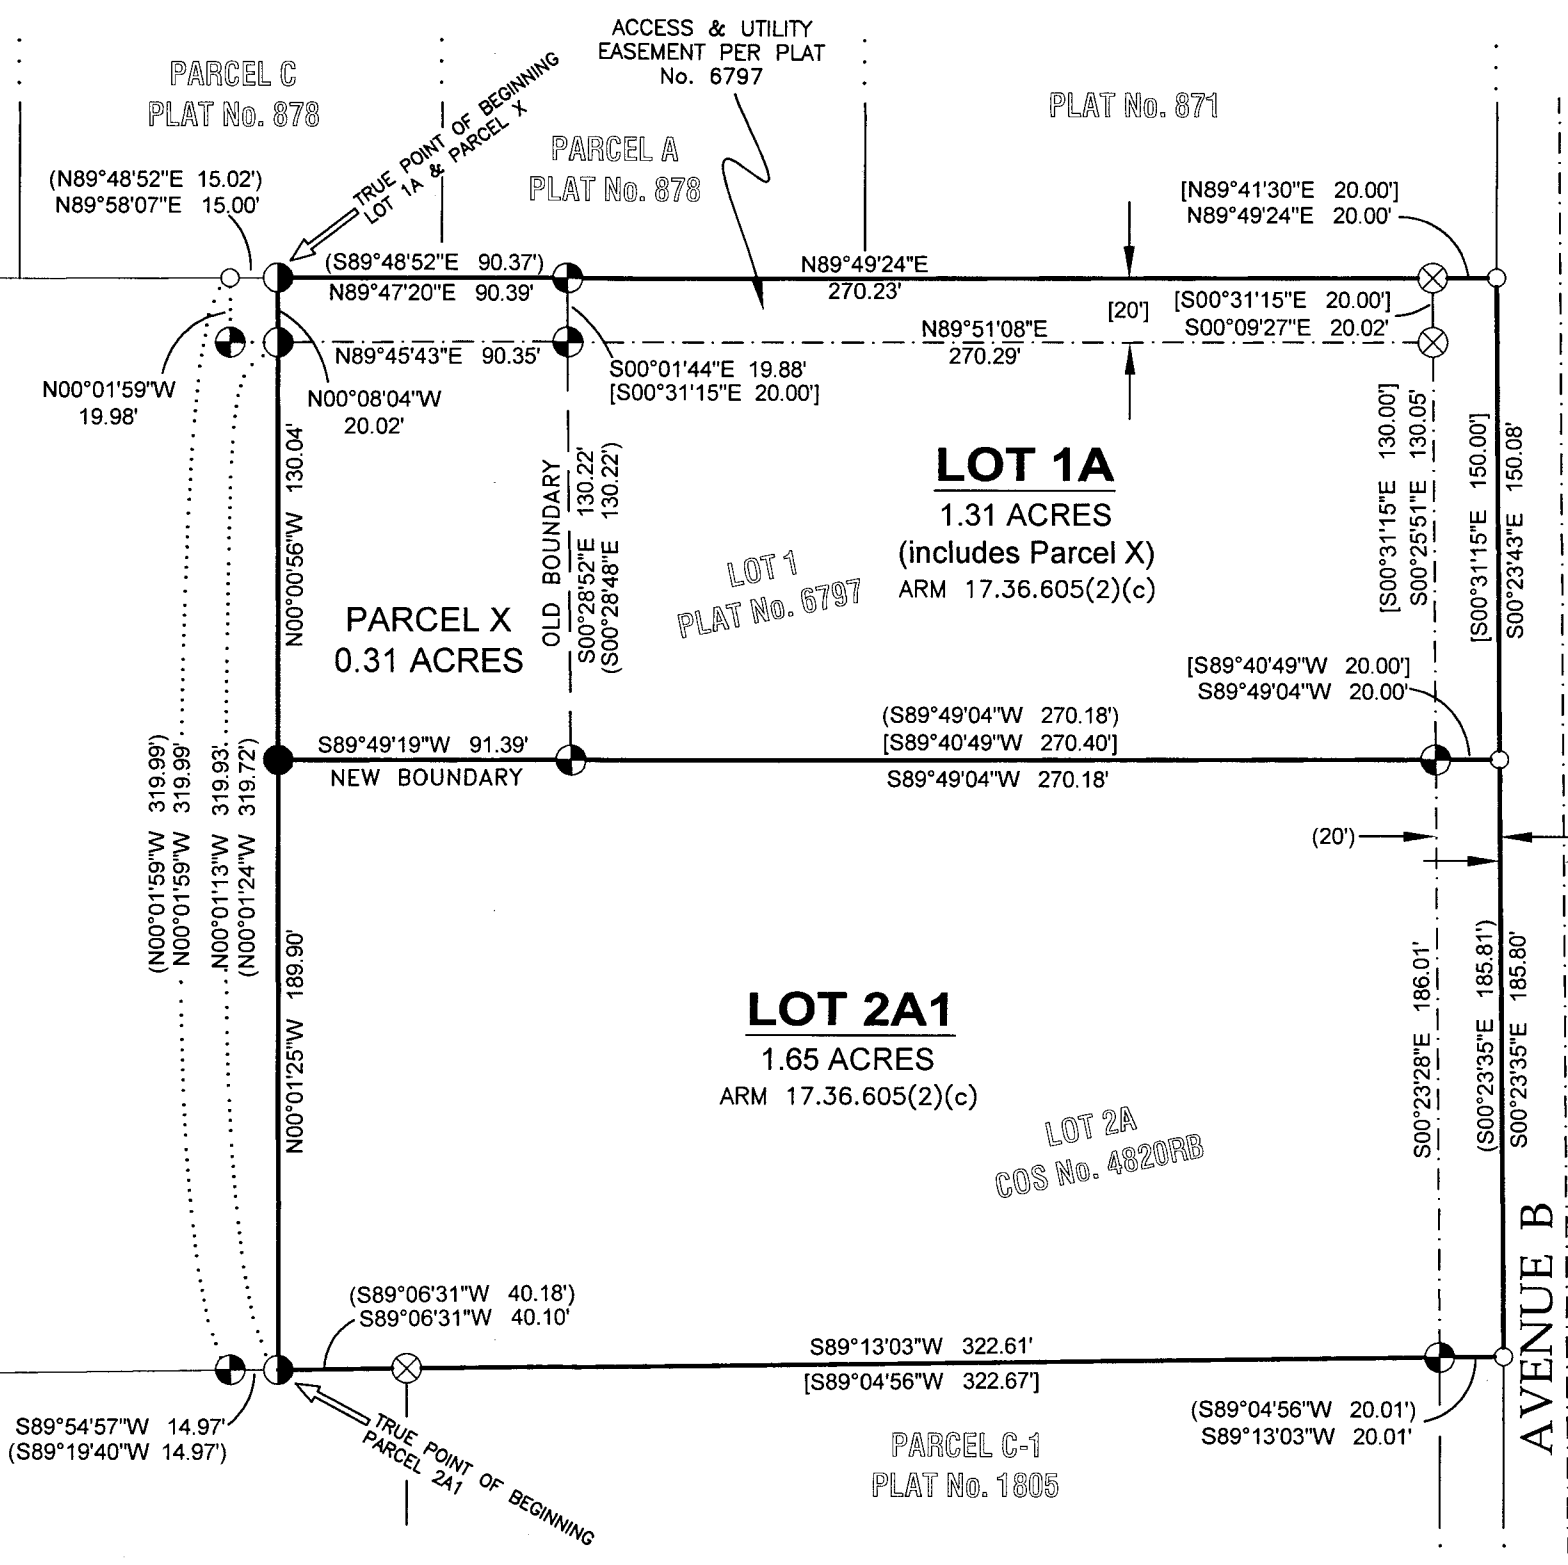 ACCESS & UTILITY
EASEMENT PER PLAT
No. 6797
PARCEL C
PLAT No. 878
TRUE POINT OF BEGINNING
LOT 1A & PARCEL X
PARCEL A
PLAT No. 878
PLAT No. 871
(N89°48'52"E 15.02')
N89°58'07"E 15.00'
[N89°41'30"E 20.00']
N89°49'24"E 20.00'
(S89°48'52"E 90.37')
N89°47'20"E 90.39'
N89°49'24"E
270.23'
[20']
[S00°31'15"E 20.00']
S00°09'27"E 20.02'
N89°45'43"E 90.35'
N89°51'08"E
270.29'
N00°01'59"W
19.98'
N00°08'04"W
20.02'
S00°01'44"E 19.88'
[S00°31'15"E 20.00']
N00°00'56"W 130.04'
OLD BOUNDARY
S00°28'52"E 130.22'
(S00°28'48"E 130.22')
LOT 1A
1.31 ACRES
(includes Parcel X)
ARM 17.36.605(2)(c)
LOT 1
PLAT No. 6797
[S00°31'15"E 130.00']
S00°25'51"E 130.05'
[S00°31'15"E 150.00']
S00°23'43"E 150.08'
PARCEL X
0.31 ACRES
[S89°40'49"W 20.00']
S89°49'04"W 20.00'
S89°49'19"W 91.39'
NEW BOUNDARY
(S89°49'04"W 270.18')
[S89°40'49"W 270.40']
S89°49'04"W 270.18'
(20')
(N00°01'59"W 319.99')
N00°01'59"W 319.99'
N00°01'13"W 319.93'
(N00°01'24"W 319.72')
N00°01'25"W 189.90'
LOT 2A1
1.65 ACRES
ARM 17.36.605(2)(c)
LOT 2A
COS No. 4820RB
S00°23'28"E 186.01'
(S00°23'35"E 185.81')
S00°23'35"E 185.80'
AVENUE B
(S89°06'31"W 40.18')
S89°06'31"W 40.10'
S89°13'03"W 322.61'
[S89°04'56"W 322.67']
S89°54'57"W 14.97'
(S89°19'40"W 14.97')
TRUE POINT OF BEGINNING
PARCEL 2A1
(S89°04'56"W 20.01')
S89°13'03"W 20.01'
PARCEL C-1
PLAT No. 1805